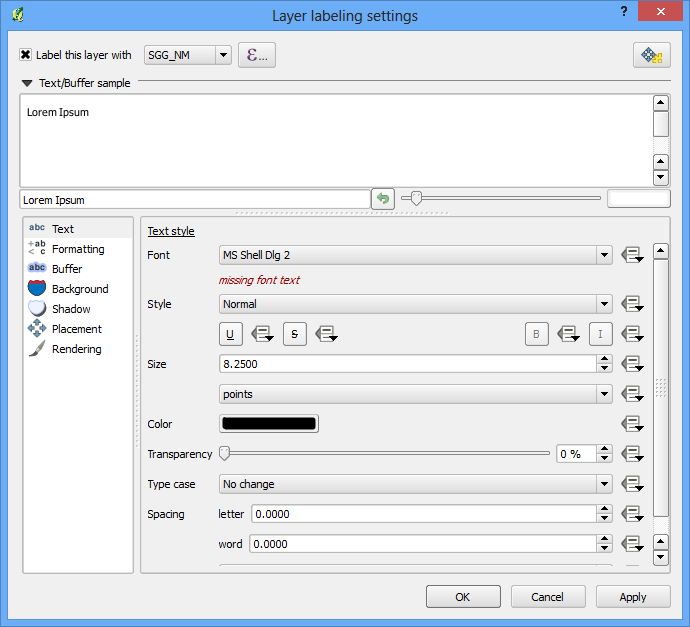 Layer labeling settings
?
Label this layer with SGG_NM ε...
Text/Buffer sample
Lorem Ipsum
Lorem Ipsum
abc Text
+ab < c Formatting
abc Buffer
Background
Shadow
Placement
Rendering
Text style
Font MS Shell Dlg 2
missing font text
Style Normal
U S B I
Size 8.2500
points
Color
Transparency 0 %
Type case No change
Spacing letter 0.0000
word 0.0000
OK Cancel Apply